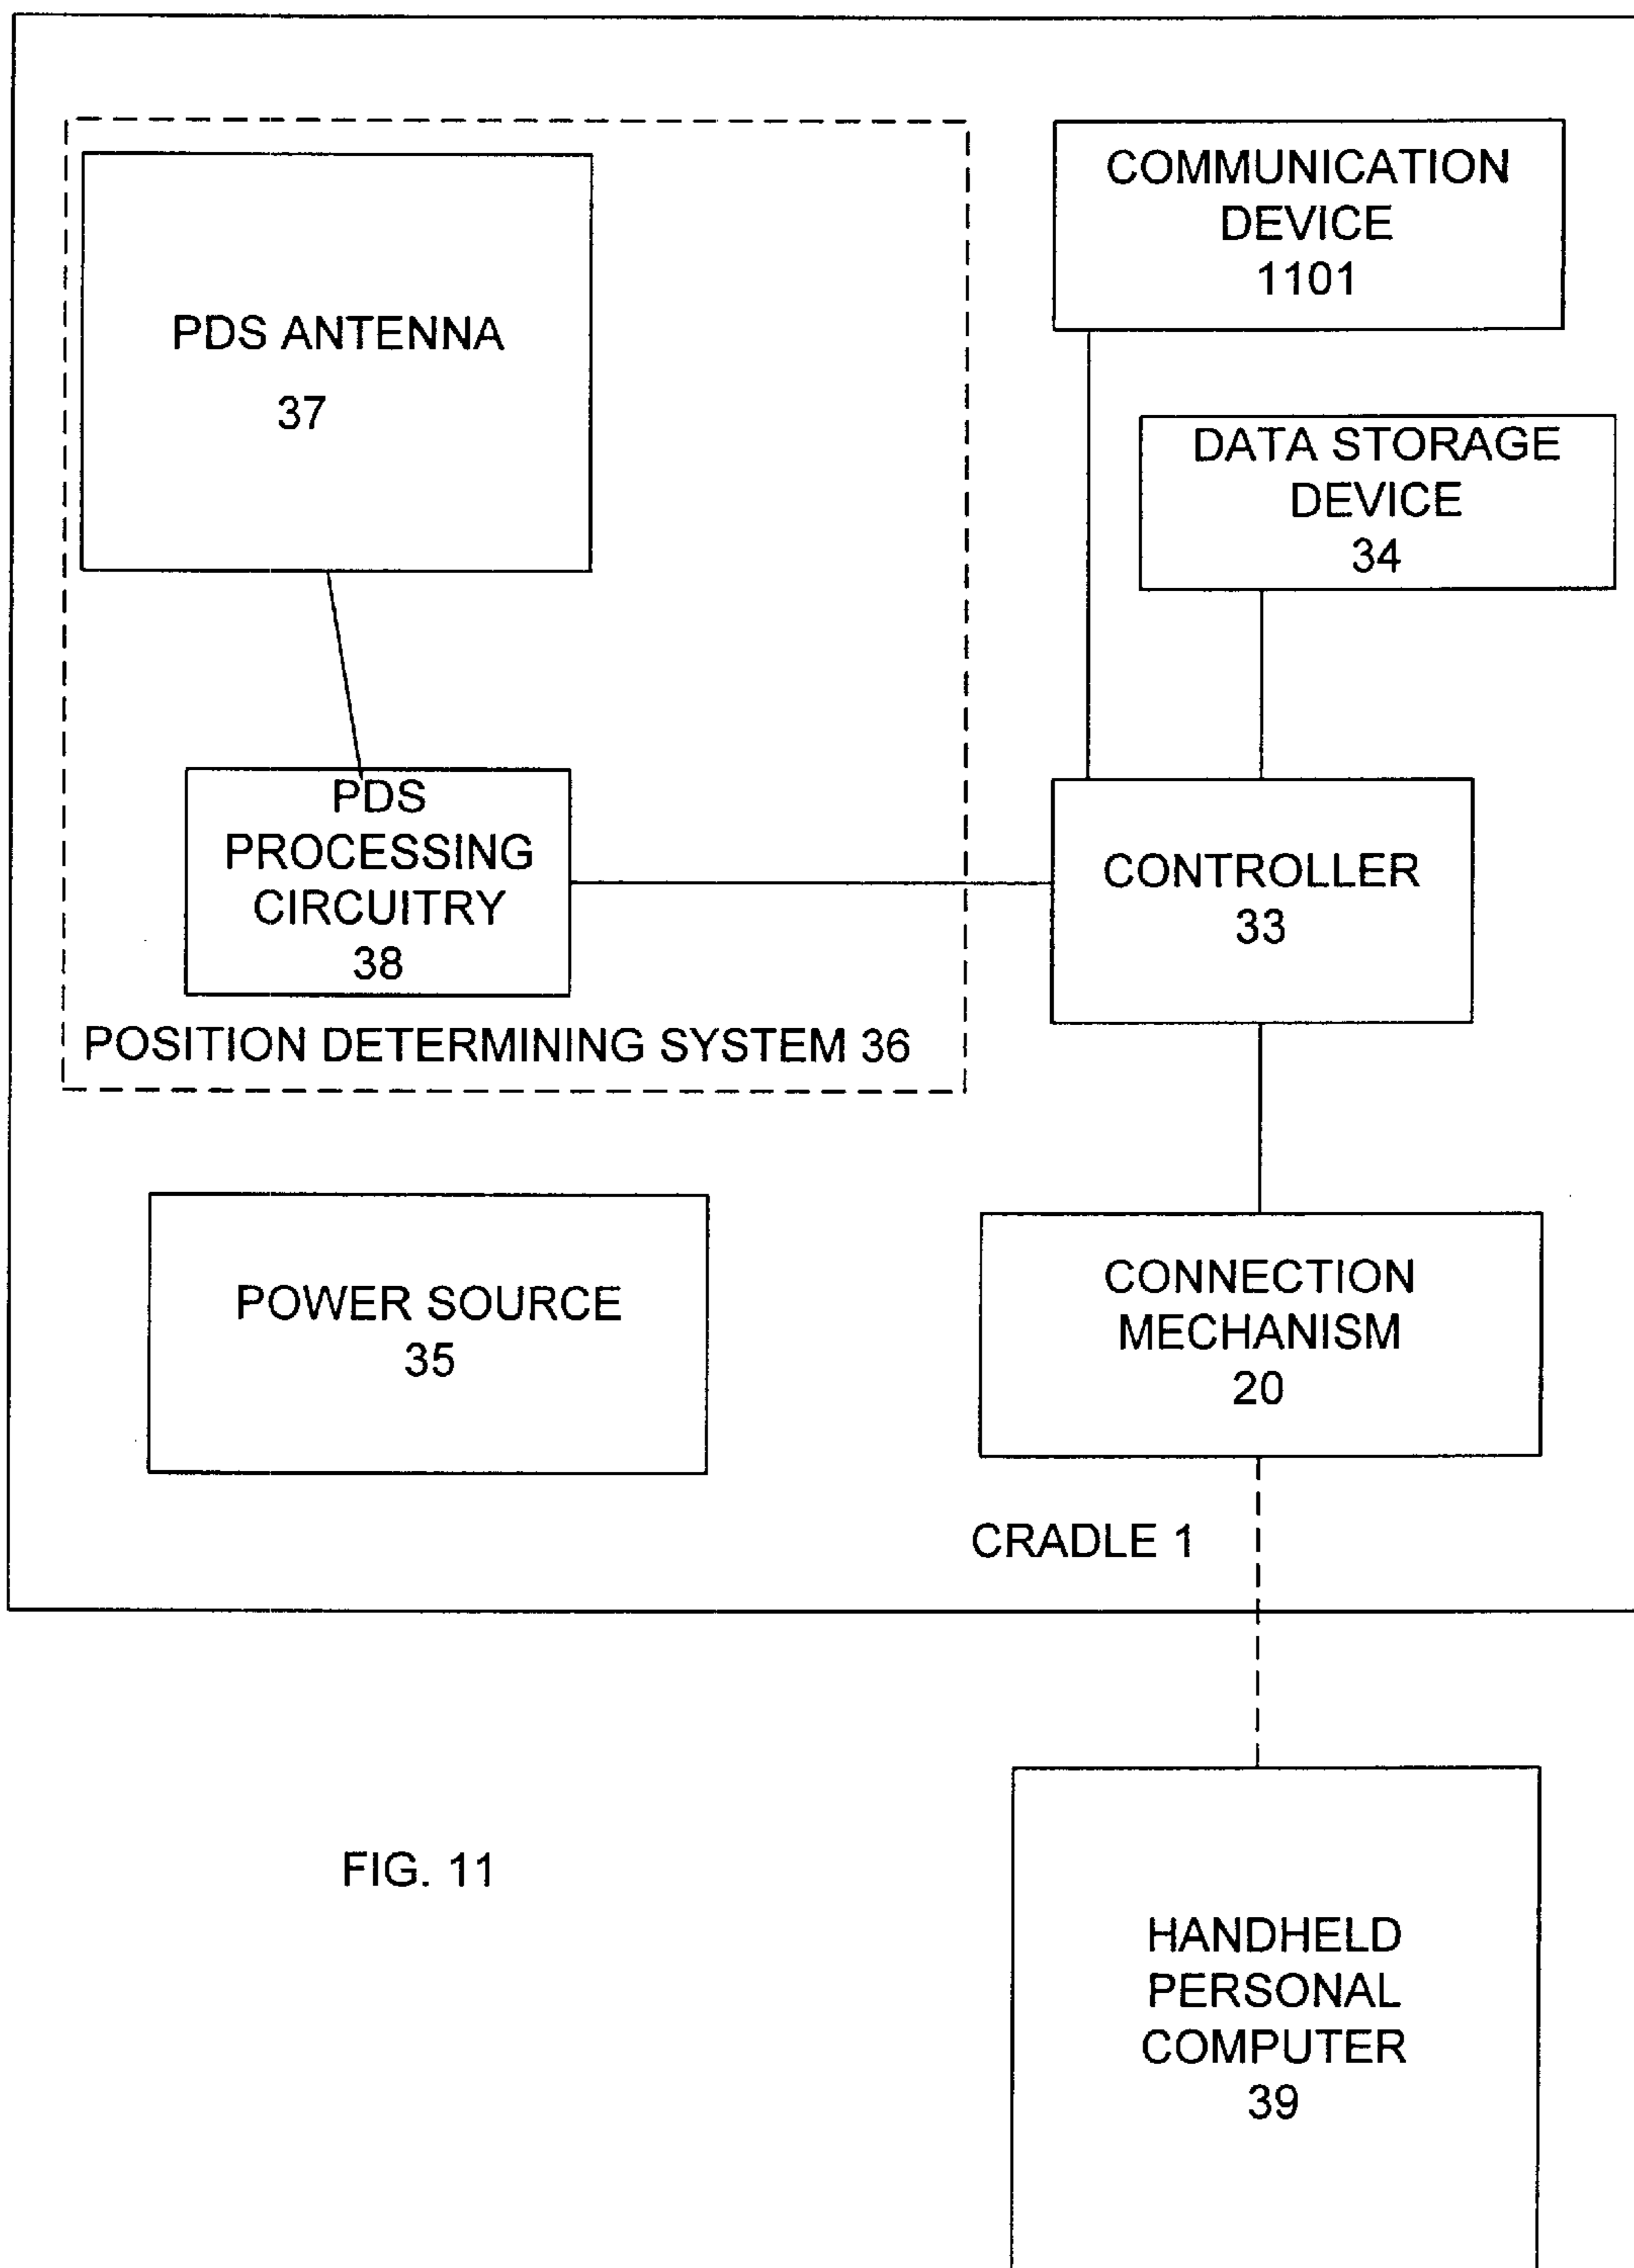 COMMUNICATION
DEVICE
1101
PDS ANTENNA
37
DATA STORAGE
DEVICE
34
PDS
PROCESSING
CIRCUITRY
38
CONTROLLER
33
POSITION DETERMINING SYSTEM 36
POWER SOURCE
35
CONNECTION
MECHANISM
20
CRADLE 1
FIG. 11
HANDHELD
PERSONAL
COMPUTER
39